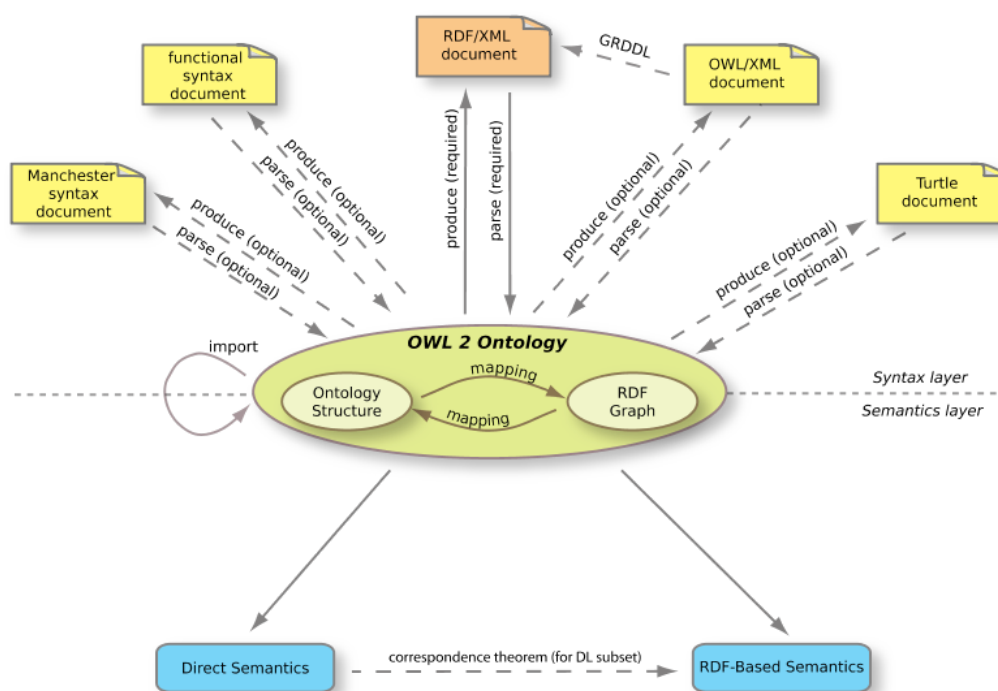 RDF/XML
document
GRDDL
functional
syntax
document
OWL/XML
document
Manchester
syntax
document
Turtle
document
produce (optional)
parse (optional)
produce (optional)
parse (optional)
produce (required)
parse (required)
produce (optional)
parse (optional)
produce (optional)
parse (optional)
import
OWL 2 Ontology
mapping
Ontology
Structure
RDF
Graph
mapping
Syntax layer
Semantics layer
Direct Semantics
correspondence theorem (for DL subset)
RDF-Based Semantics